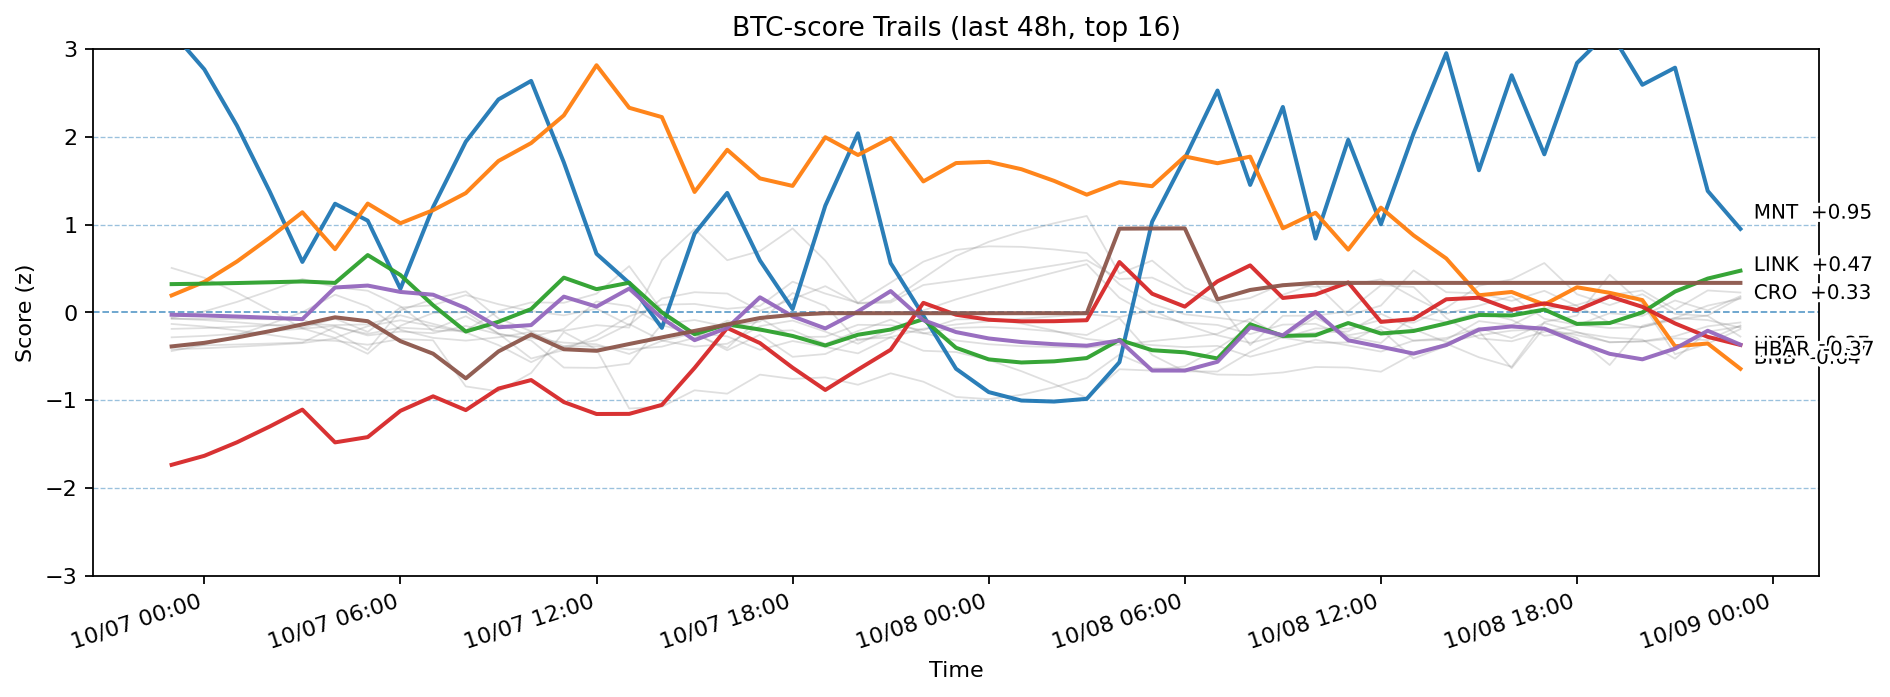 BTC-score Trails (last 48h, top 16)
Score (z)
3
2
1
0
−1
−2
−3
MNT +0.95
LINK +0.47
CRO +0.33
HBAR -0.37
10/07 00:00
10/07 06:00
10/07 12:00
10/07 18:00
10/08 00:00
10/08 06:00
10/08 12:00
10/08 18:00
10/09 00:00
Time